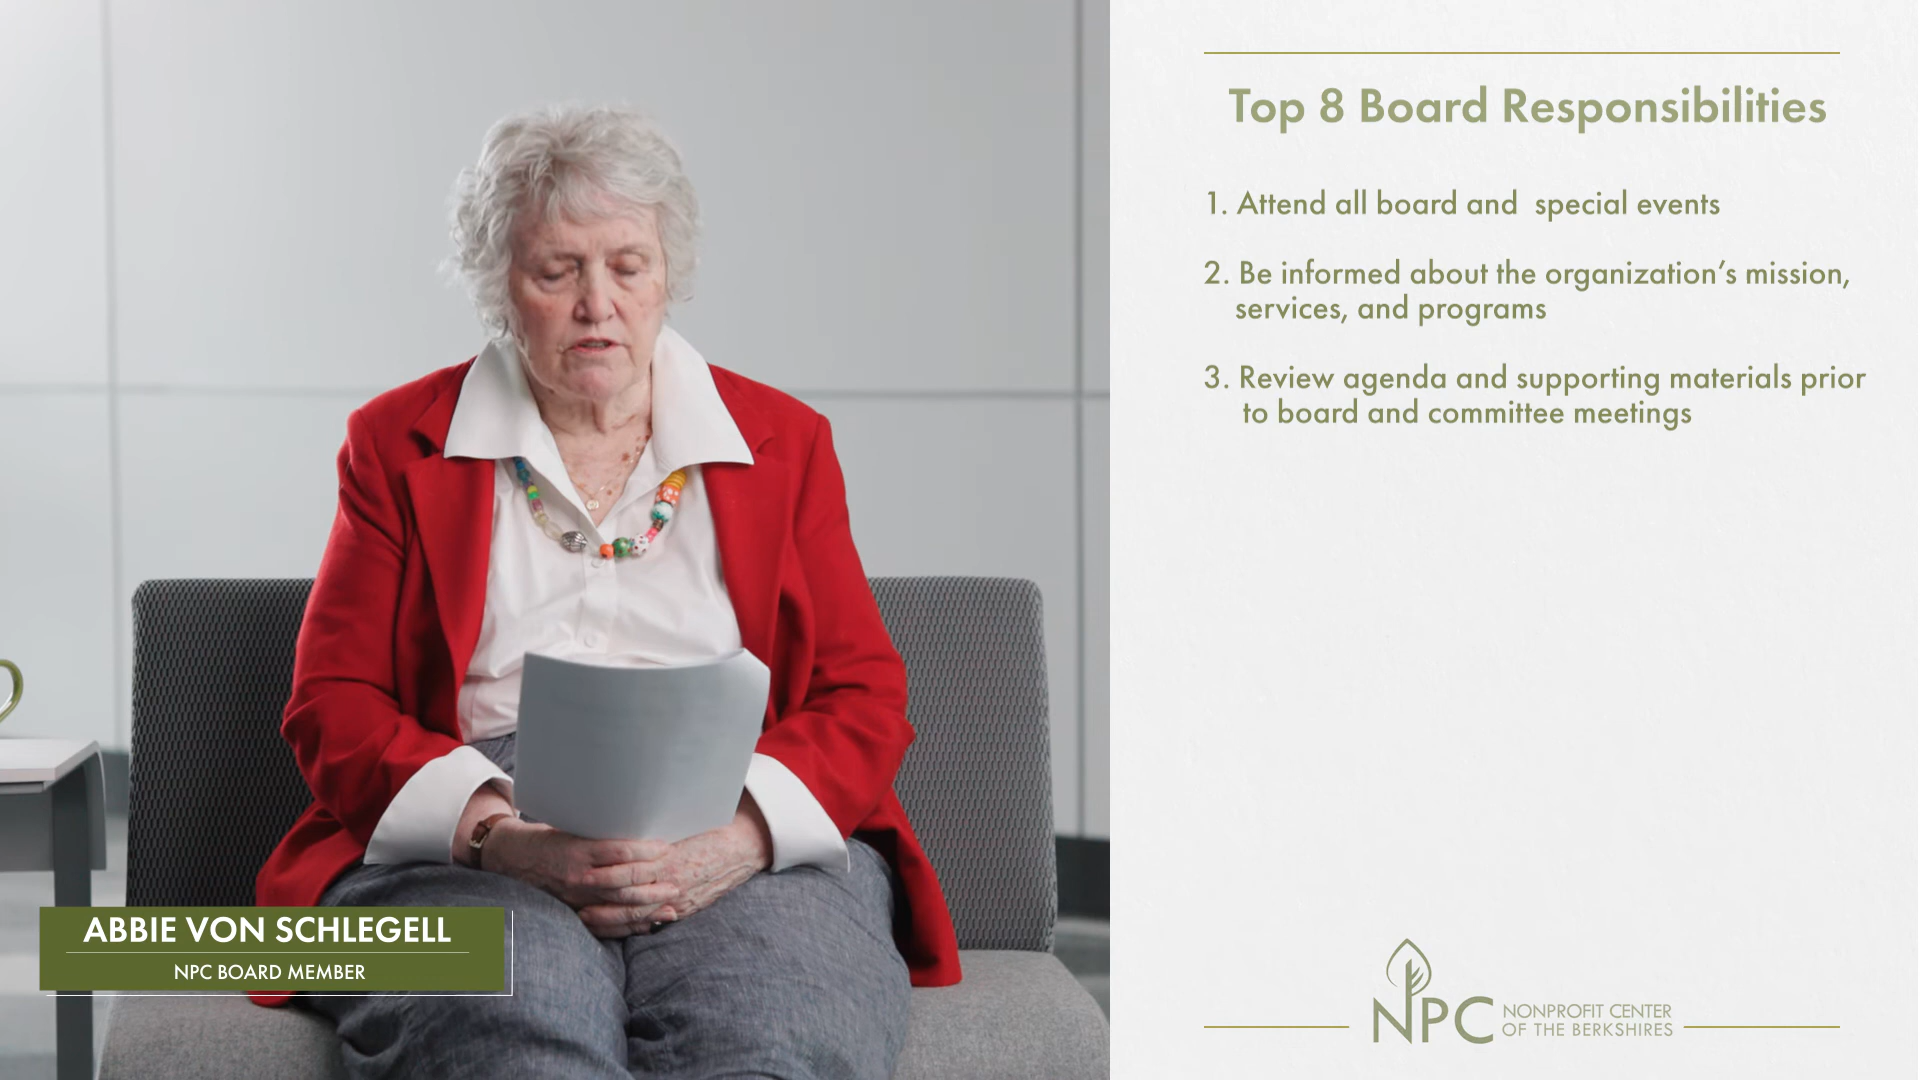 Top 8 Board Responsibilities
1. Attend all board and  special events
2. Be informed about the organization’s mission,
services, and programs
3. Review agenda and supporting materials prior
to board and committee meetings
ABBIE VON SCHLEGELL
NPC BOARD MEMBER
NPC NONPROFIT CENTER
OF THE BERKSHIRES